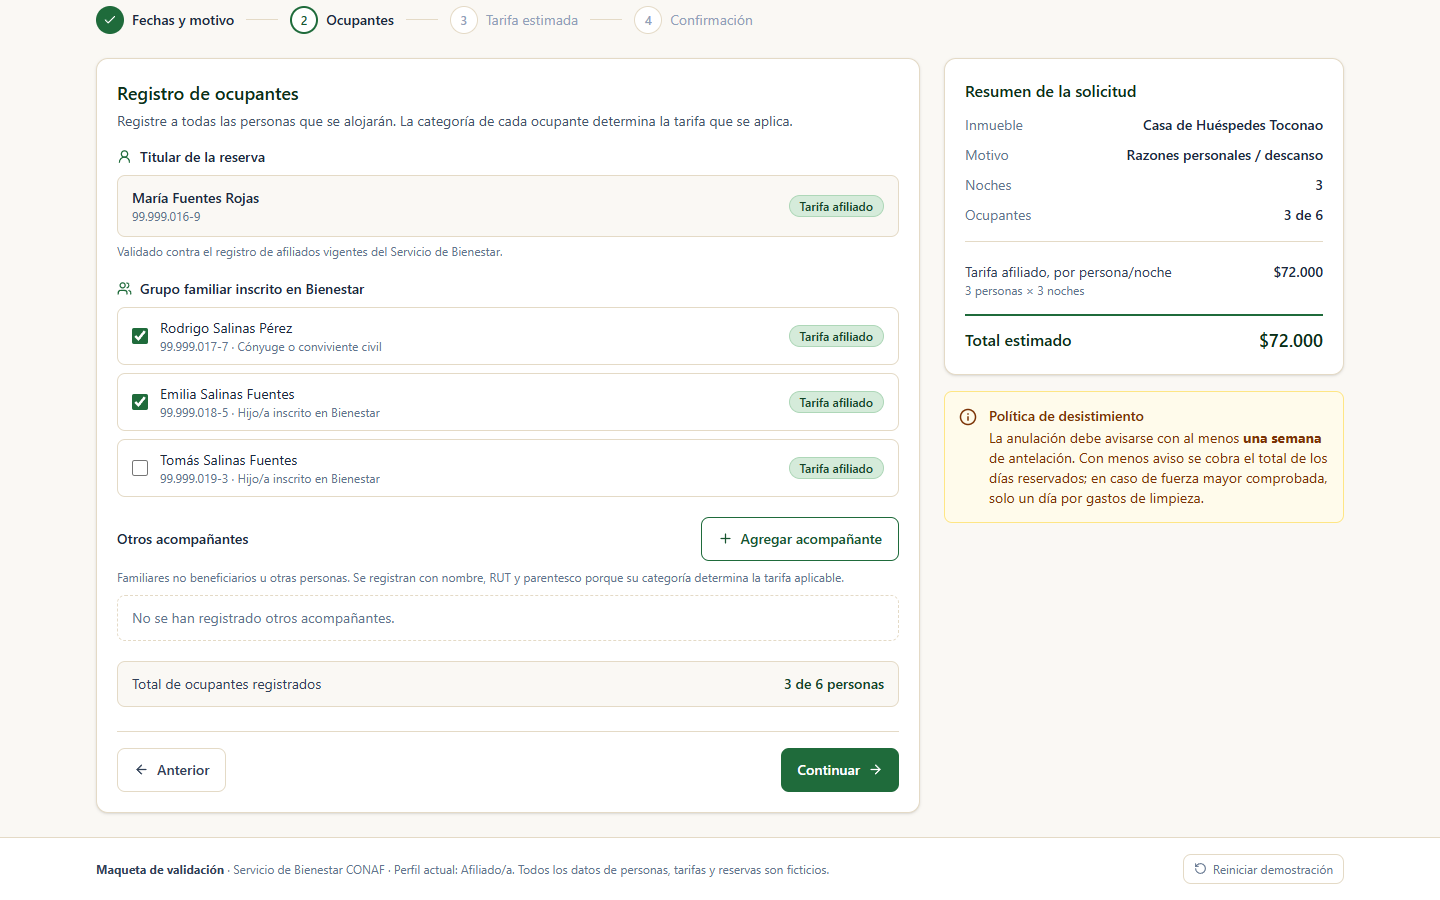 Fechas y motivo
2 Ocupantes
3 Tarifa estimada
4 Confirmación
Registro de ocupantes
Registre a todas las personas que se alojarán. La categoría de cada ocupante determina la tarifa que se aplica.
Titular de la reserva
María Fuentes Rojas
99.999.016-9
Tarifa afiliado
Validado contra el registro de afiliados vigentes del Servicio de Bienestar.
Grupo familiar inscrito en Bienestar
Rodrigo Salinas Pérez
99.999.017-7 · Cónyuge o conviviente civil
Tarifa afiliado
Emilia Salinas Fuentes
99.999.018-5 · Hijo/a inscrito en Bienestar
Tarifa afiliado
Tomás Salinas Fuentes
99.999.019-3 · Hijo/a inscrito en Bienestar
Tarifa afiliado
Otros acompañantes
Agregar acompañante
Familiares no beneficiarios u otras personas. Se registran con nombre, RUT y parentesco porque su categoría determina la tarifa aplicable.
No se han registrado otros acompañantes.
Total de ocupantes registrados
3 de 6 personas
Anterior
Continuar
Resumen de la solicitud
Inmueble Casa de Huéspedes Toconao
Motivo Razones personales / descanso
Noches 3
Ocupantes 3 de 6
Tarifa afiliado, por persona/noche $72.000
3 personas × 3 noches
Total estimado $72.000
Política de desistimiento
La anulación debe avisarse con al menos una semana
de antelación. Con menos aviso se cobra el total de los
días reservados; en caso de fuerza mayor comprobada,
solo un día por gastos de limpieza.
Maqueta de validación · Servicio de Bienestar CONAF · Perfil actual: Afiliado/a. Todos los datos de personas, tarifas y reservas son ficticios.
Reiniciar demostración